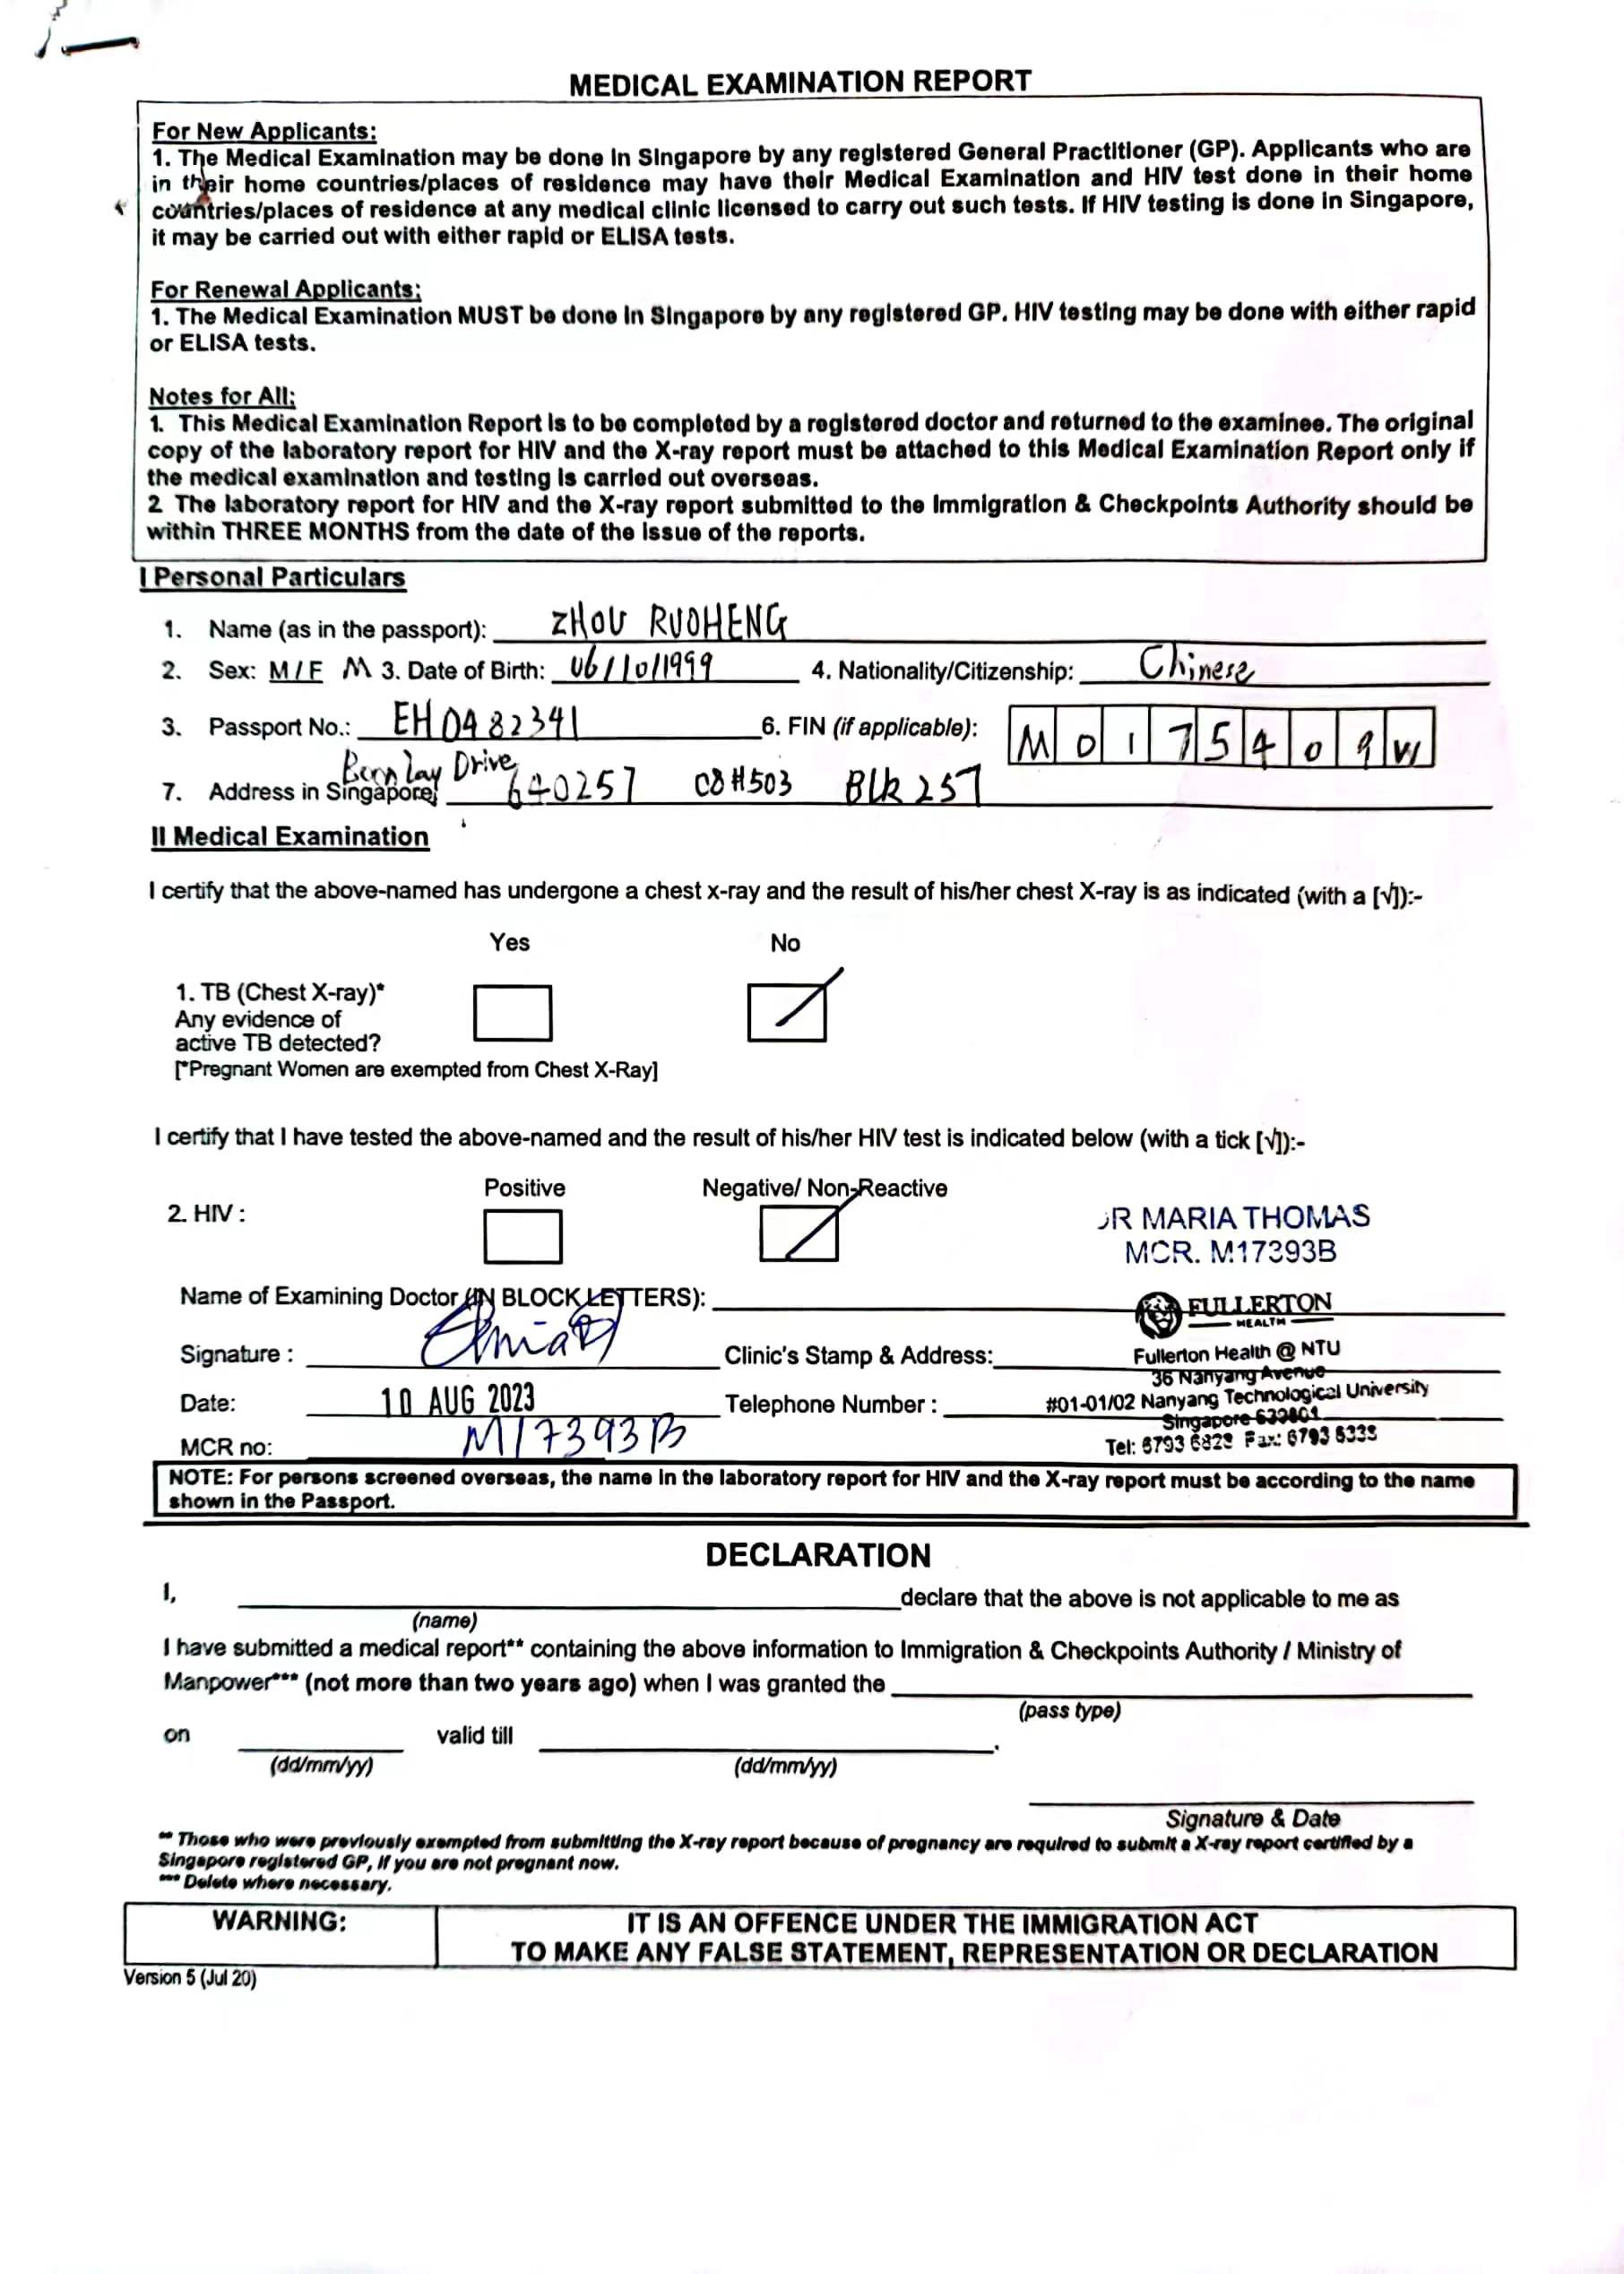 MEDICAL EXAMINATION REPORT
For New Applicants:
1. The Medical Examination may be done in Singapore by any registered General Practitioner (GP). Applicants who are
in their home countries/places of residence may have their Medical Examination and HIV test done in their home
countries/places of residence at any medical clinic licensed to carry out such tests. If HIV testing is done in Singapore,
it may be carried out with either rapid or ELISA tests.
For Renewal Applicants:
1. The Medical Examination MUST be done in Singapore by any registered GP. HIV testing may be done with either rapid
or ELISA tests.
Notes for All:
1. This Medical Examination Report is to be completed by a registered doctor and returned to the examinee. The original
copy of the laboratory report for HIV and the X-ray report must be attached to this Medical Examination Report only if
the medical examination and testing is carried out overseas.
2. The laboratory report for HIV and the X-ray report submitted to the Immigration & Checkpoints Authority should be
within THREE MONTHS from the date of the issue of the reports.
I Personal Particulars
1. Name (as in the passport): ZHOU RUOHENG
2. Sex: M / F M 3. Date of Birth: 06/10/1999 4. Nationality/Citizenship: Chinese
3. Passport No.: EH0482341 6. FIN (if applicable): M0175409W
Boon Lay Drive
7. Address in Singapore: 640257 08#503 Blk 257
II Medical Examination
I certify that the above-named has undergone a chest x-ray and the result of his/her chest X-ray is as indicated (with a [√]):-
Yes No
1. TB (Chest X-ray)*
Any evidence of
active TB detected?
[*Pregnant Women are exempted from Chest X-Ray]
I certify that I have tested the above-named and the result of his/her HIV test is indicated below (with a tick [√]):-
Positive Negative/ Non-Reactive
2. HIV :
DR MARIA THOMAS
MCR. M17393B
Name of Examining Doctor (IN BLOCK LETTERS):
FULLERTON
HEALTH
Signature : Clinic's Stamp & Address: Fullerton Health @ NTU
36 Nanyang Avenue
Date: 10 AUG 2023 Telephone Number : #01-01/02 Nanyang Technological University
Singapore 639801
MCR no: M17393B Tel: 6793 6828 Fax: 6793
NOTE: For persons screened overseas, the name in the laboratory report for HIV and the X-ray report must be according to the name
shown in the Passport.
DECLARATION
I, declare that the above is not applicable to me as
(name)
I have submitted a medical report** containing the above information to Immigration & Checkpoints Authority / Ministry of
Manpower*** (not more than two years ago) when I was granted the
(pass type)
on valid till .
(dd/mm/yy) (dd/mm/yy)
Signature & Date
** Those who were previously exempted from submitting the X-ray report because of pregnancy are required to submit a X-ray report certified by a
Singapore registered GP, if you are not pregnant now.
*** Delete where necessary.
WARNING: IT IS AN OFFENCE UNDER THE IMMIGRATION ACT
TO MAKE ANY FALSE STATEMENT, REPRESENTATION OR DECLARATION
Version 5 (Jul 20)